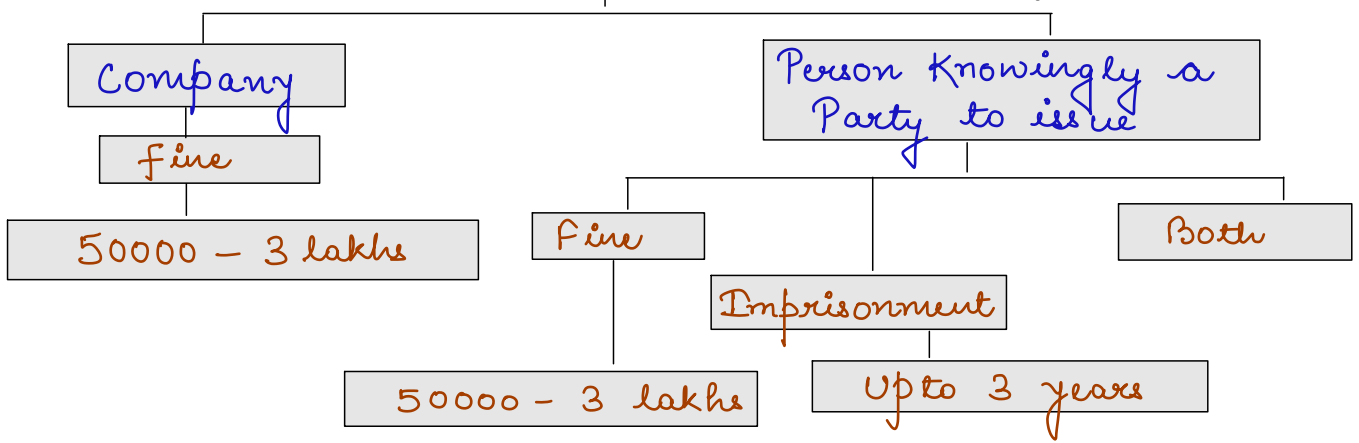 Company
Person Knowingly a
Party to issue
fine
50000 - 3 lakhs
Fine
Both
Imprisonment
50000 - 3 lakhs
Upto 3 years